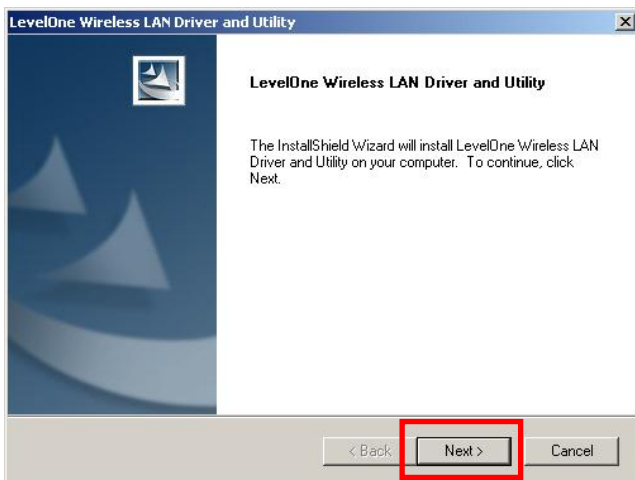 LevelOne Wireless LAN Driver and Utility
LevelOne Wireless LAN Driver and Utility
The InstallShield Wizard will install LevelOne Wireless LAN
Driver and Utility on your computer.  To continue, click
Next.
< Back
Next >
Cancel